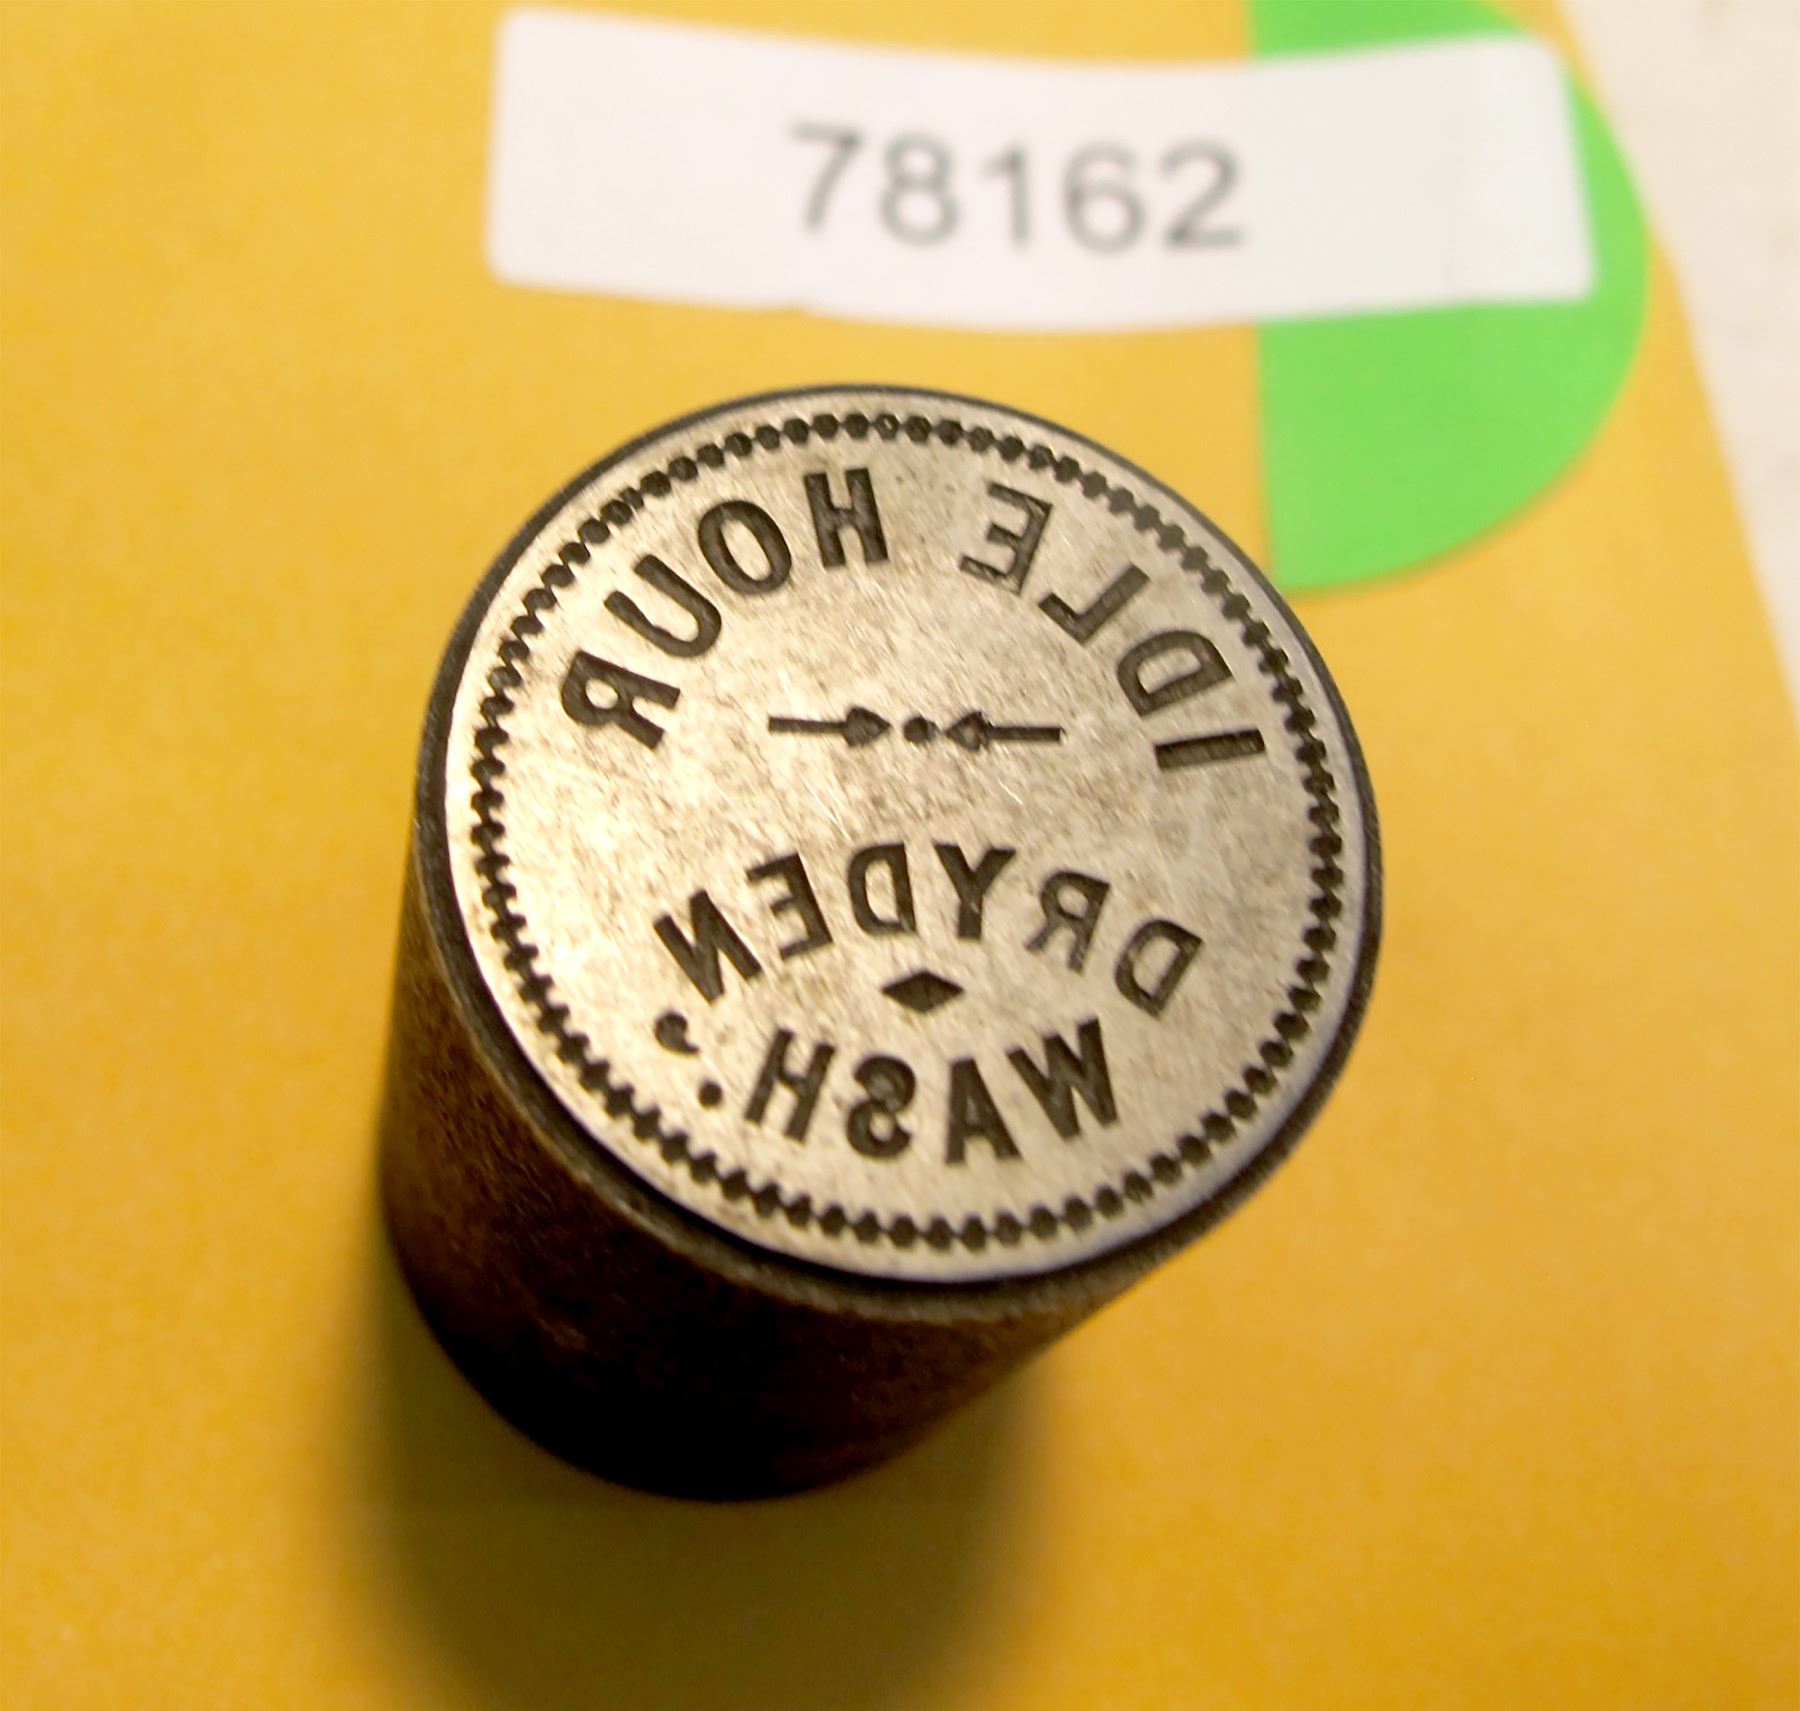 78162
IDLE HOUR
DRYDEN,
WASH.